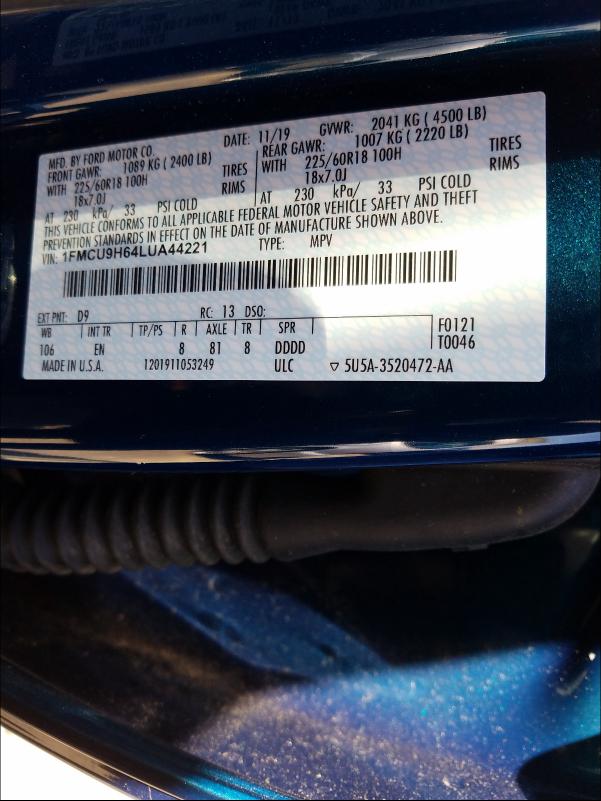 MFD. BY FORD MOTOR CO. DATE: 11/19 GVWR: 2041 KG ( 4500 LB)
FRONT GAWR: 1089 KG ( 2400 LB) REAR GAWR: 1007 KG ( 2220 LB)
WITH 225/60R18 100H TIRES WITH 225/60R18 100H TIRES
18x7.0J RIMS 18x7.0J RIMS
AT 230 kPa/ 33 PSI COLD AT 230 kPa/ 33 PSI COLD
THIS VEHICLE CONFORMS TO ALL APPLICABLE FEDERAL MOTOR VEHICLE SAFETY AND THEFT
PREVENTION STANDARDS IN EFFECT ON THE DATE OF MANUFACTURE SHOWN ABOVE.
VIN: 1FMCU9H64LUA44221 TYPE: MPV
EXT PNT: D9 RC: 13 DSO:
WB INT TR TP/PS R AXLE TR SPR F0121
106 EN 8 81 8 DDDD T0046
MADE IN U.S.A. 1201911053249 ULC ▽ 5U5A-3520472-AA